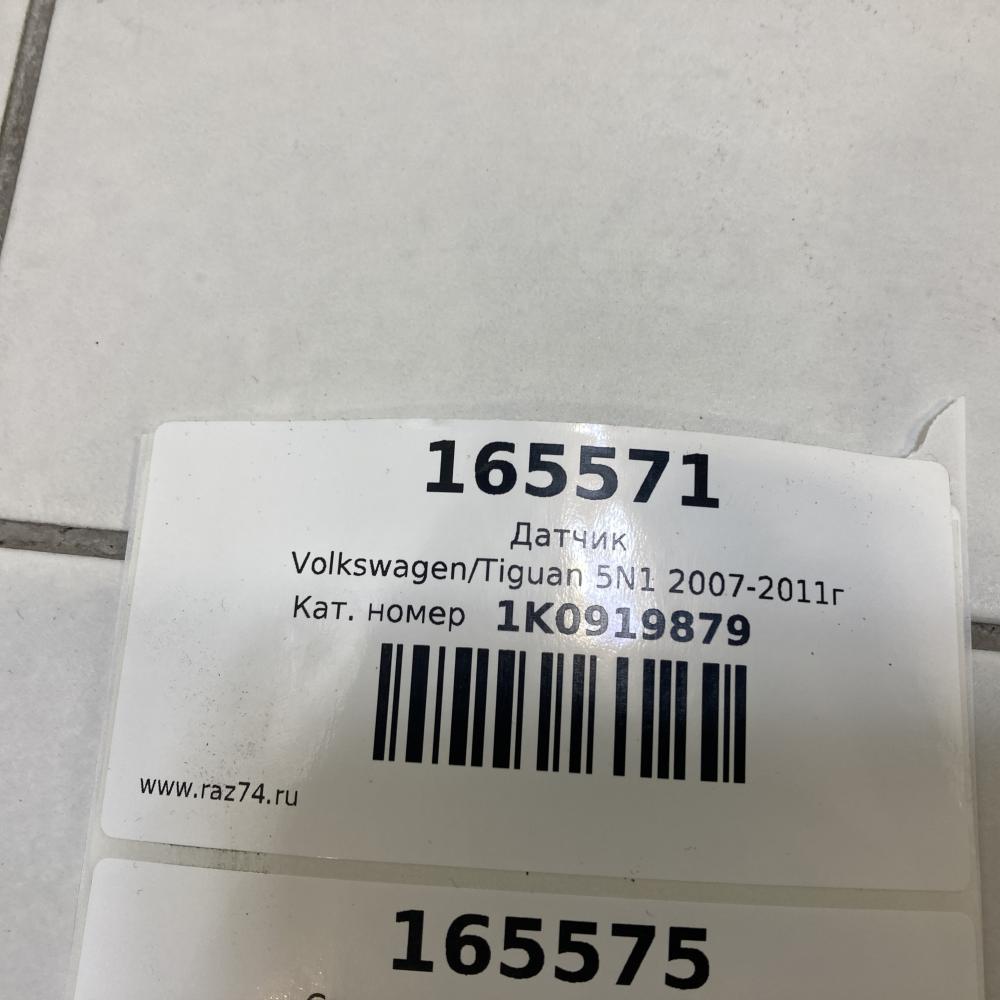 165571
Датчик
Volkswagen/Tiguan 5N1 2007-2011г
Кат. номер 1K0919879
www.raz74.ru
165575